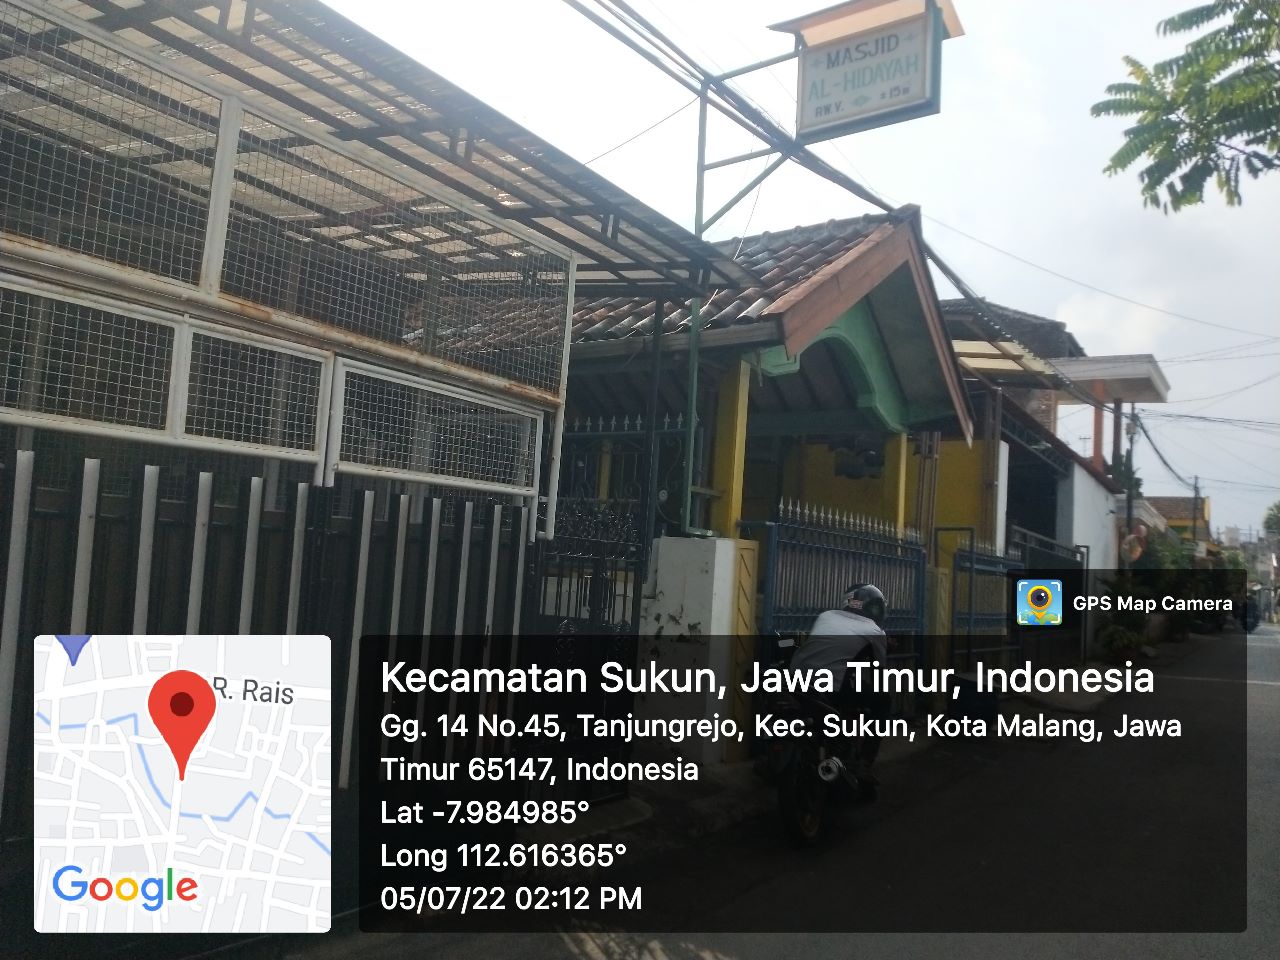 MASJID
AL-HIDAYAH
RW. V. ± 15 M
GPS Map Camera
R. Rais
Google
Kecamatan Sukun, Jawa Timur, Indonesia
Gg. 14 No.45, Tanjungrejo, Kec. Sukun, Kota Malang, Jawa
Timur 65147, Indonesia
Lat -7.984985°
Long 112.616365°
05/07/22 02:12 PM